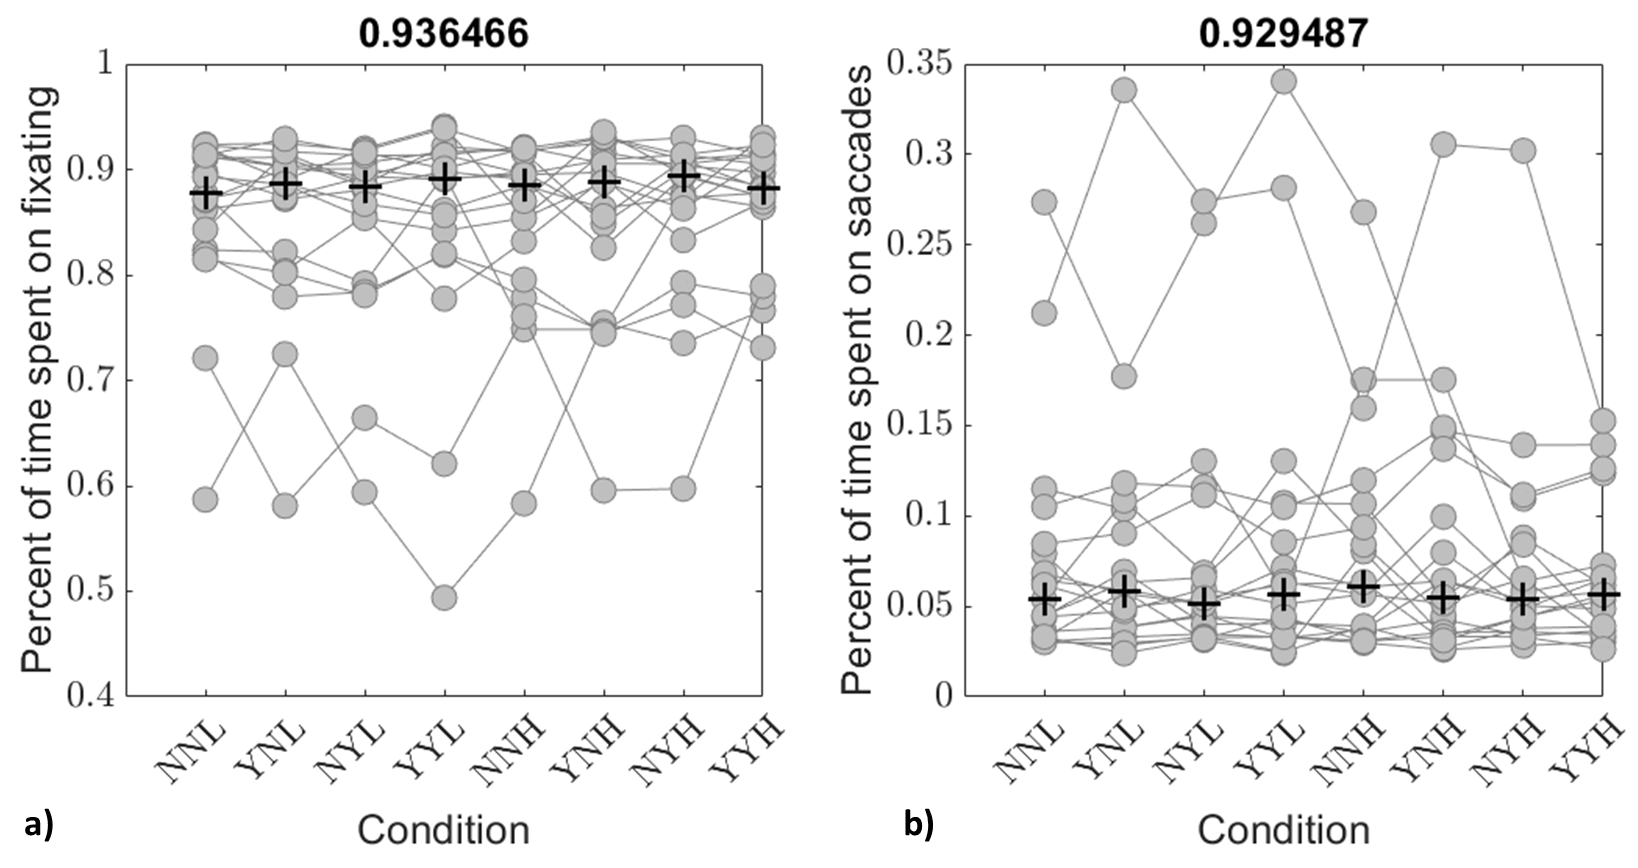 0.936466
Percent of time spent on fixating
1
0.9
0.8
0.7
0.6
0.5
0.4
NNL
YNL
NYL
YYL
NNH
YNH
NYH
YYH
Condition
a)
0.929487
Percent of time spent on saccades
0.35
0.3
0.25
0.2
0.15
0.1
0.05
0
NNL
YNL
NYL
YYL
NNH
YNH
NYH
YYH
Condition
b)